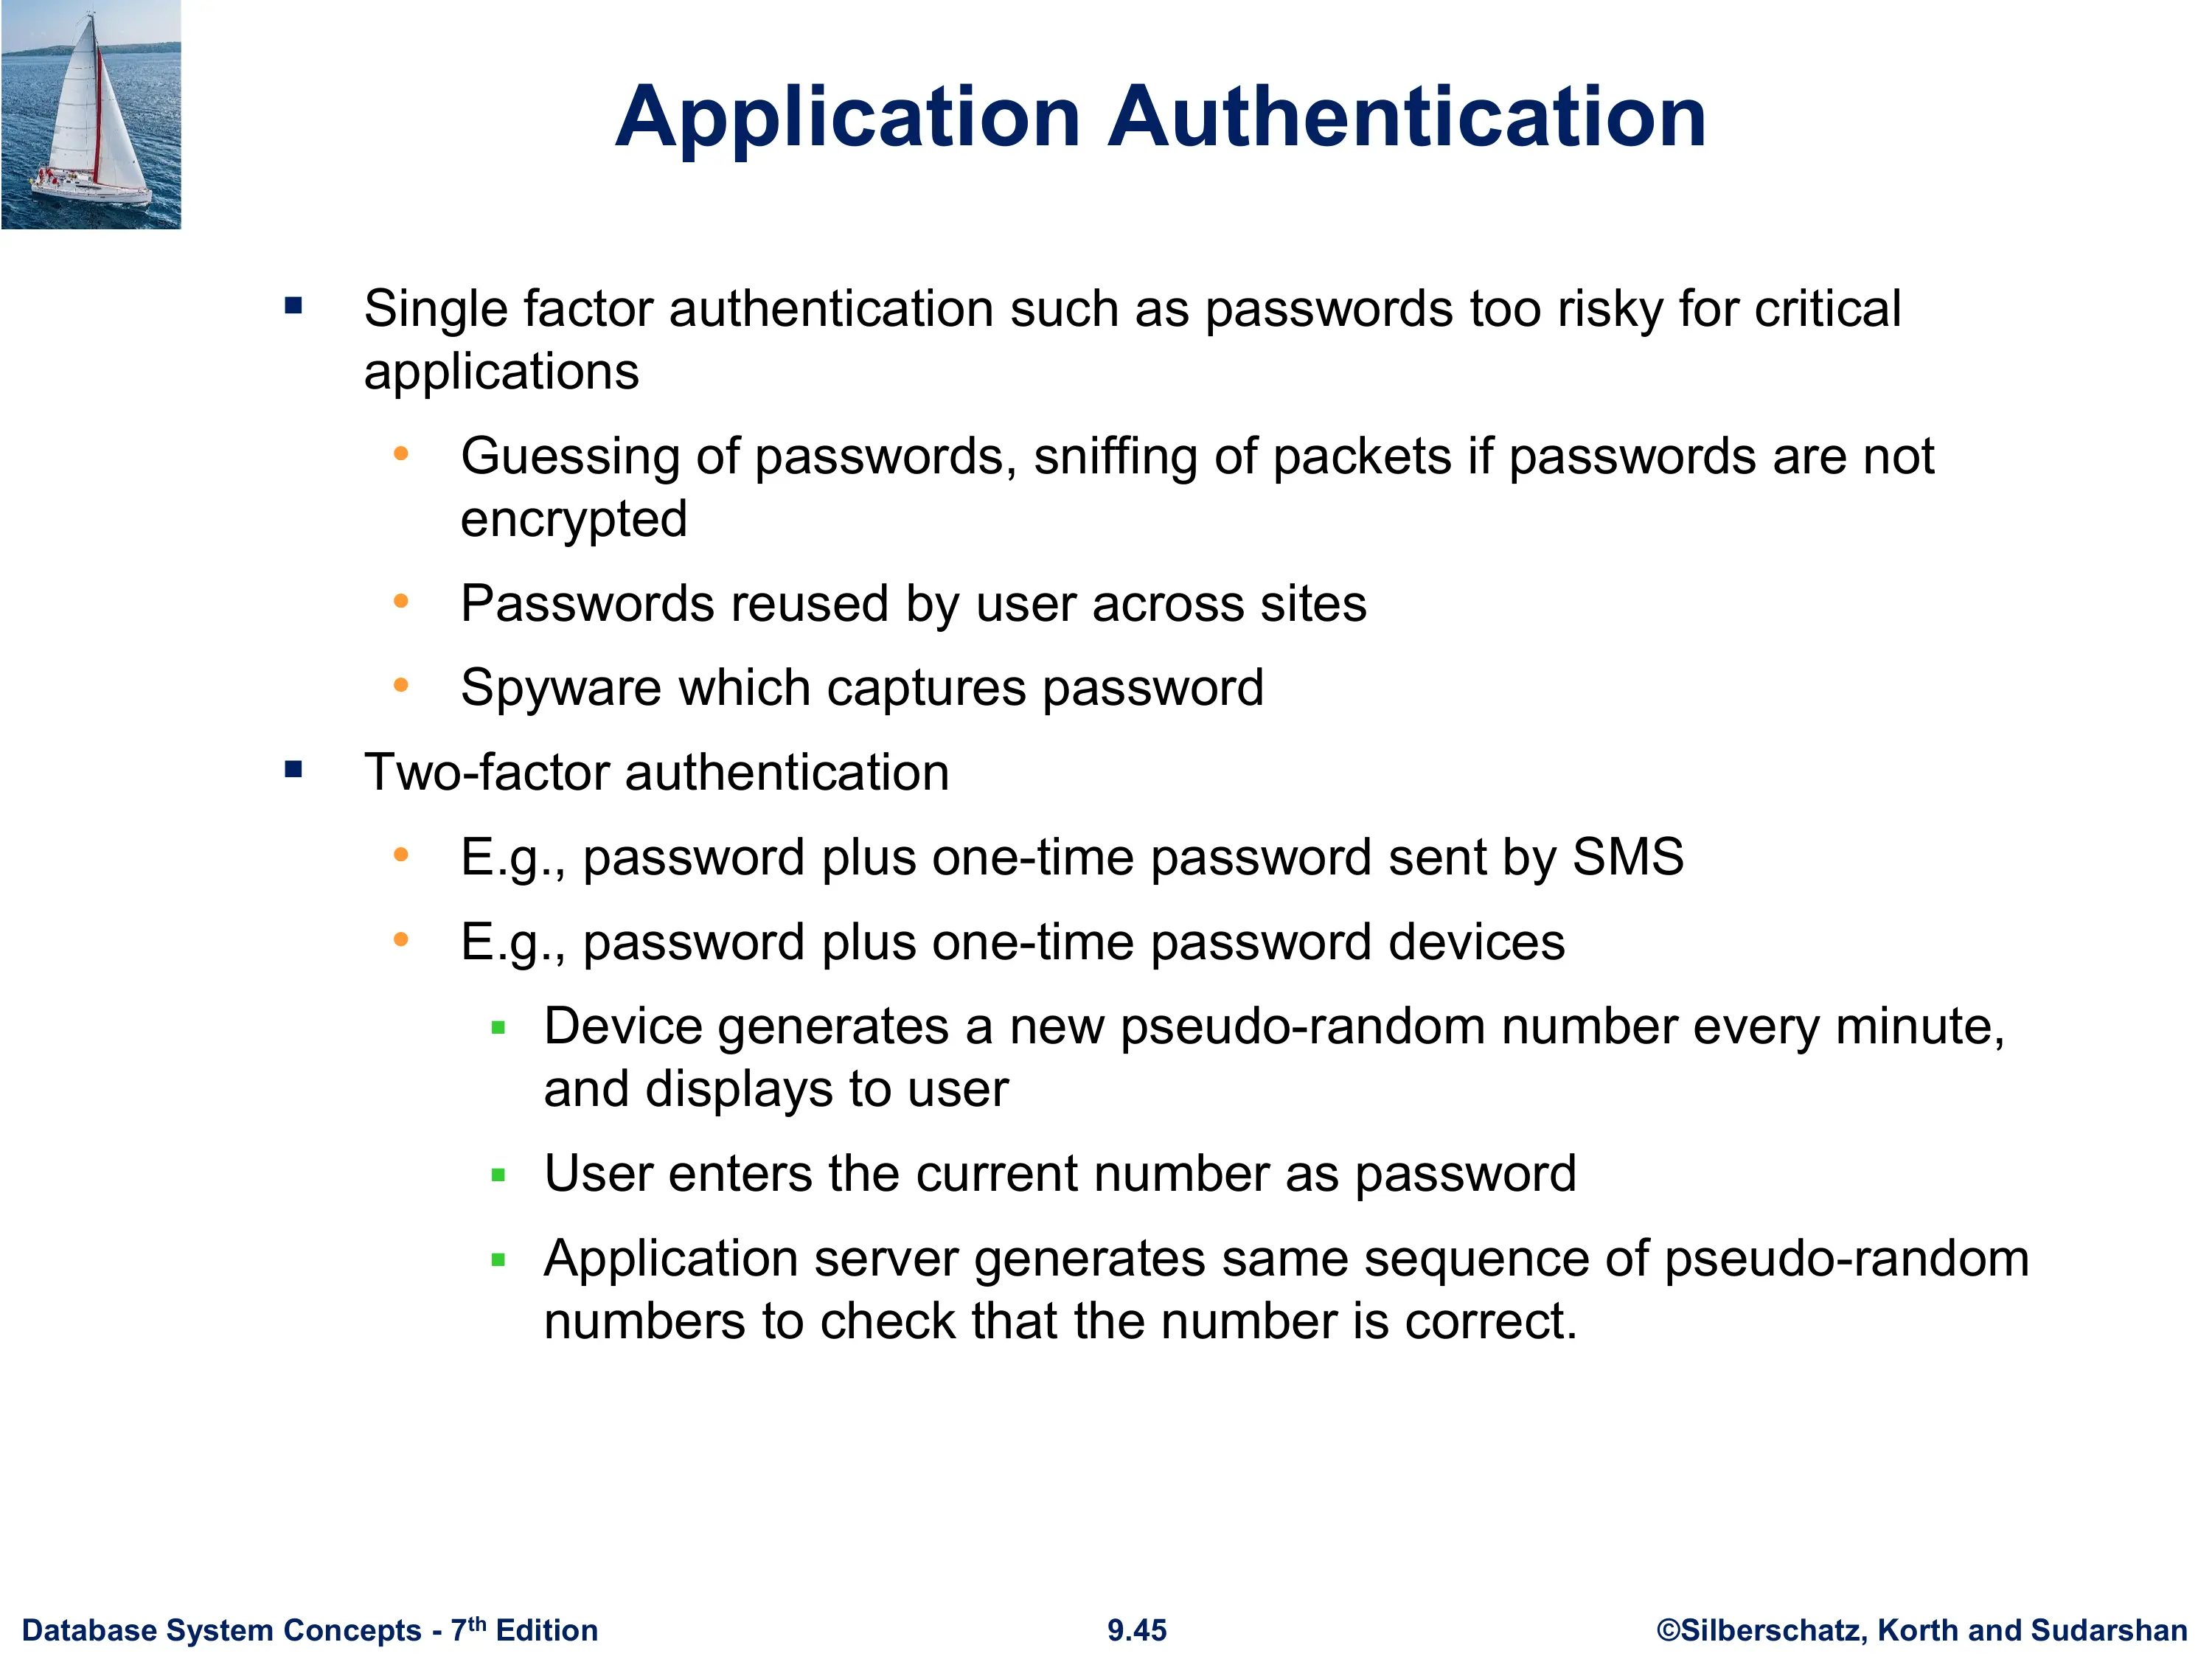 Application Authentication
▪ Single factor authentication such as passwords too risky for critical
applications
• Guessing of passwords, sniffing of packets if passwords are not
encrypted
• Passwords reused by user across sites
• Spyware which captures password
▪ Two-factor authentication
• E.g., password plus one-time password sent by SMS
• E.g., password plus one-time password devices
▪ Device generates a new pseudo-random number every minute,
and displays to user
▪ User enters the current number as password
▪ Application server generates same sequence of pseudo-random
numbers to check that the number is correct.
Database System Concepts - 7th Edition
9.45
©Silberschatz, Korth and Sudarshan